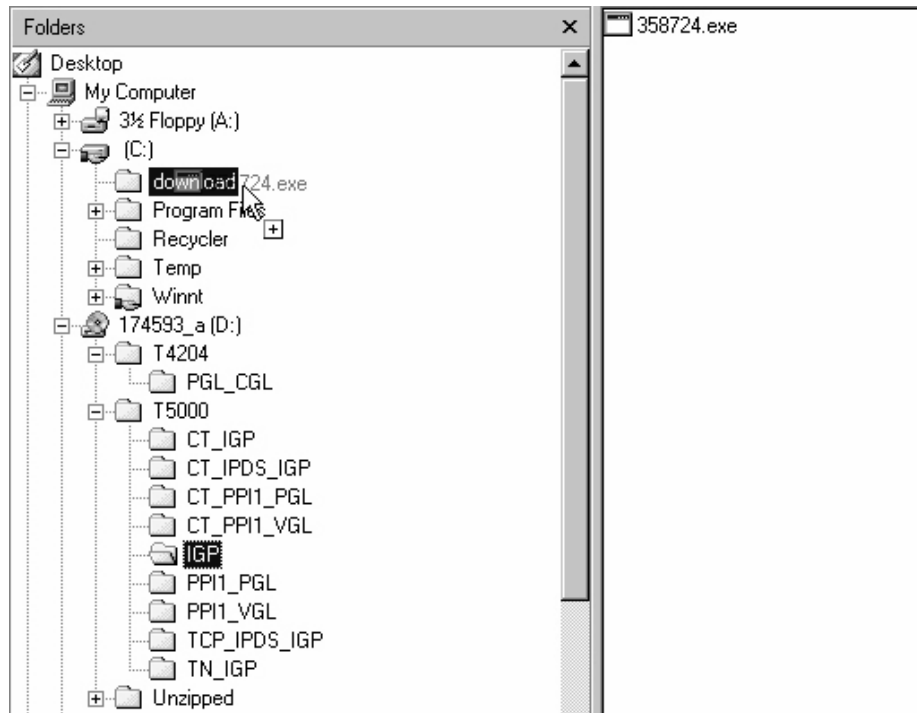 Folders
358724.exe
Desktop
My Computer
3½ Floppy (A:)
(C:)
download 724.exe
Program Files
Recycler
Temp
Winnt
174593_a (D:)
T4204
PGL_CGL
T5000
CT_IGP
CT_IPDS_IGP
CT_PPI1_PGL
CT_PPI1_VGL
IGP
PPI1_PGL
PPI1_VGL
TCP_IPDS_IGP
TN_IGP
Unzipped